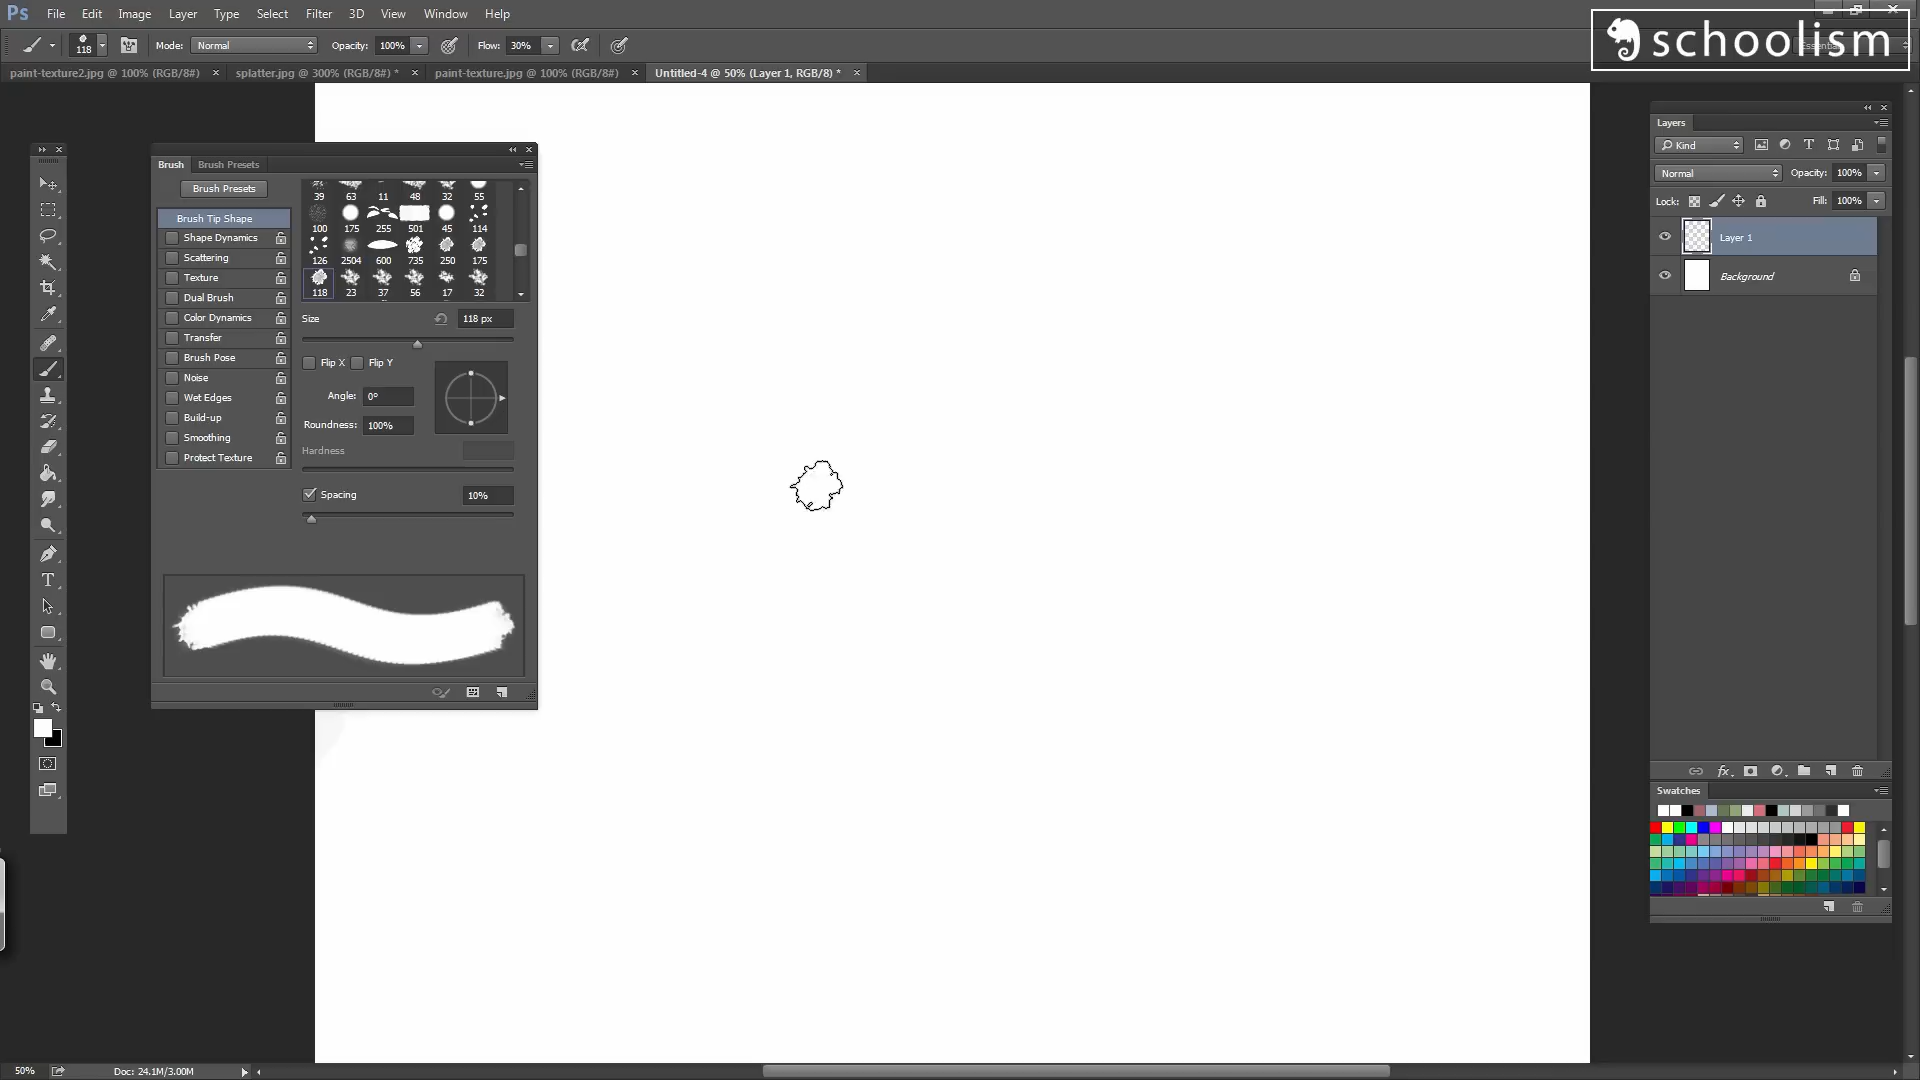 Ps File Edit Image Layer Type Select Filter 3D View Window Help
118 Mode: Normal Opacity: 100% Flow: 30%
schoolism
paint-texture2.jpg @ 100% (RGB/8#) × splatter.jpg @ 300% (RGB/8#) * × paint-texture.jpg @ 100% (RGB/8#) × Untitled-4 @ 50% (Layer 1, RGB/8) * ×
Brush Brush Presets
Brush Presets
39 63 11 48 32 55
100 175 255 501 45 114
126 2504 600 735 250 175
118 23 37 56 17 32
Brush Tip Shape
Shape Dynamics
Scattering
Texture
Dual Brush
Color Dynamics
Transfer
Brush Pose
Noise
Wet Edges
Build-up
Smoothing
Protect Texture
Size 118 px
Flip X Flip Y
Angle: 0°
Roundness: 100%
Hardness
Spacing 10%
T
Layers
Kind T
Normal Opacity: 100%
Lock: Fill: 100%
Layer 1
Background
fx
Swatches
50% Doc: 24.1M/3.00M